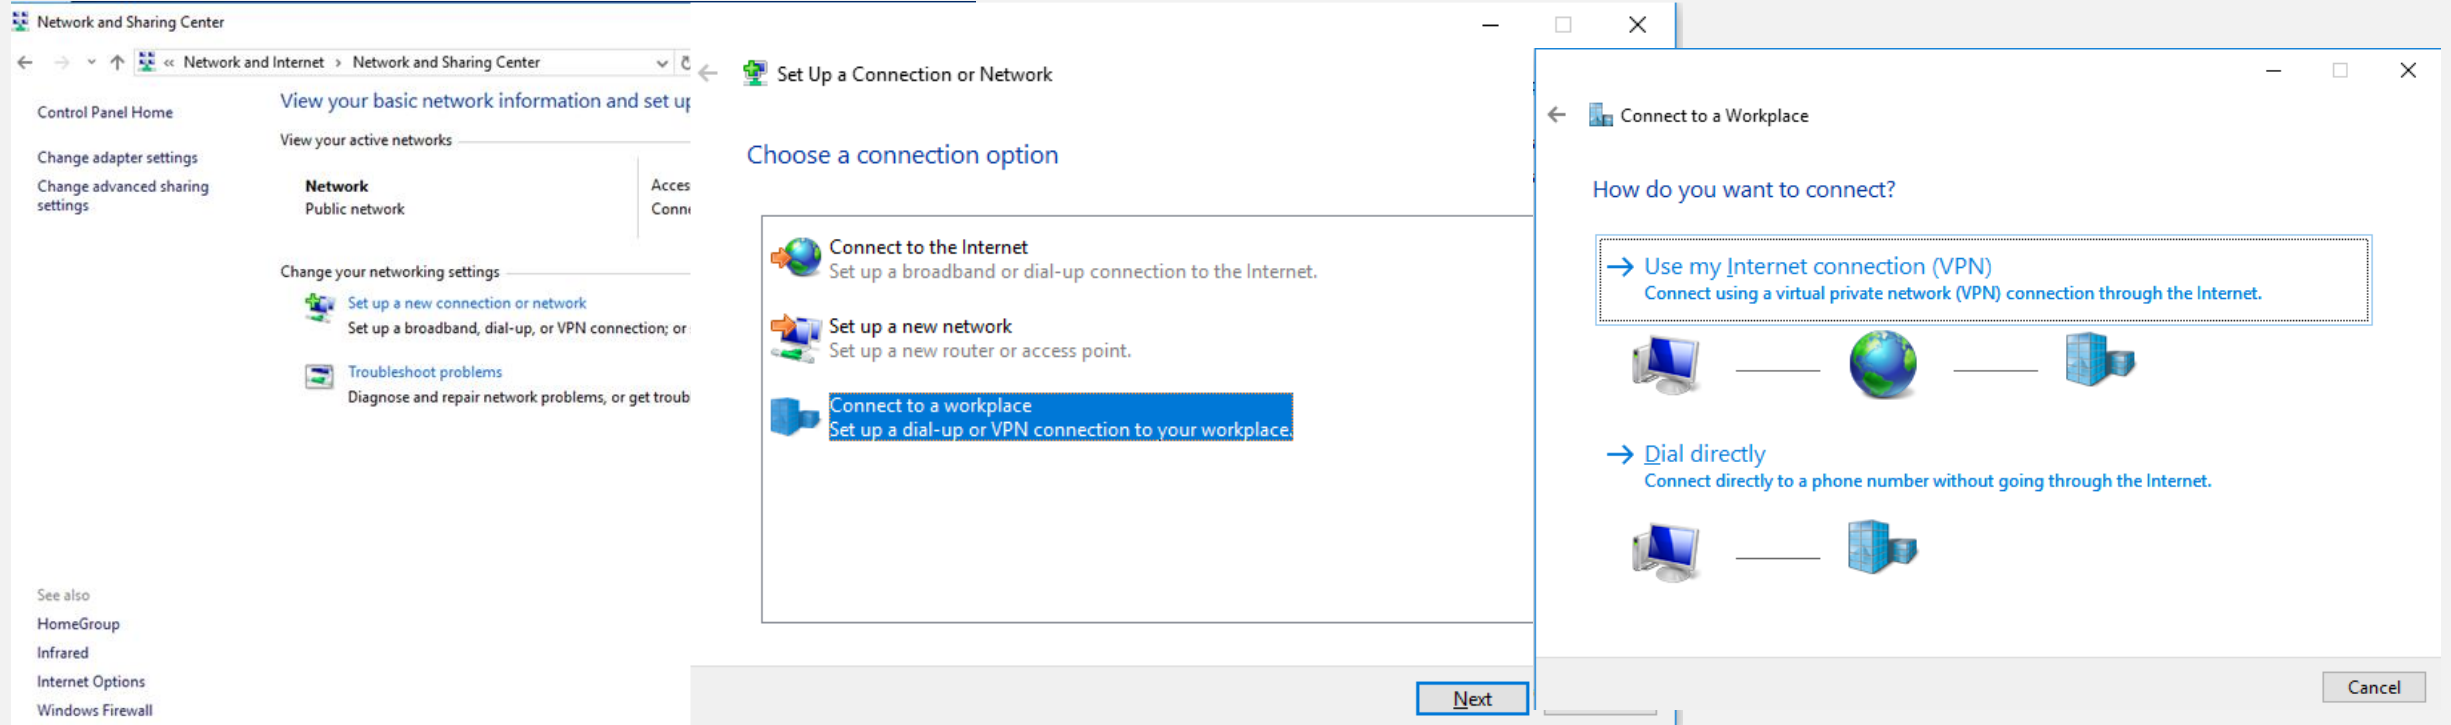 Network and Sharing Center
« Network and Internet › Network and Sharing Center
Control Panel Home
Change adapter settings
Change advanced sharing
settings
View your basic network information and set up
View your active networks
Network
Public network
Change your networking settings
Set up a new connection or network
Set up a broadband, dial-up, or VPN connection; or
Troubleshoot problems
Diagnose and repair network problems, or get
See also
HomeGroup
Infrared
Internet Options
Windows Firewall
Set Up a Connection or Network
Choose a connection option
Connect to the Internet
Set up a broadband or dial-up connection to the Internet.
Set up a new network
Set up a new router or access point.
Connect to a workplace
Set up a dial-up or VPN connection to your workplace.
Next
Connect to a Workplace
How do you want to connect?
Use my Internet connection (VPN)
Connect using a virtual private network (VPN) connection through the Internet.
Dial directly
Connect directly to a phone number without going through the Internet.
Cancel